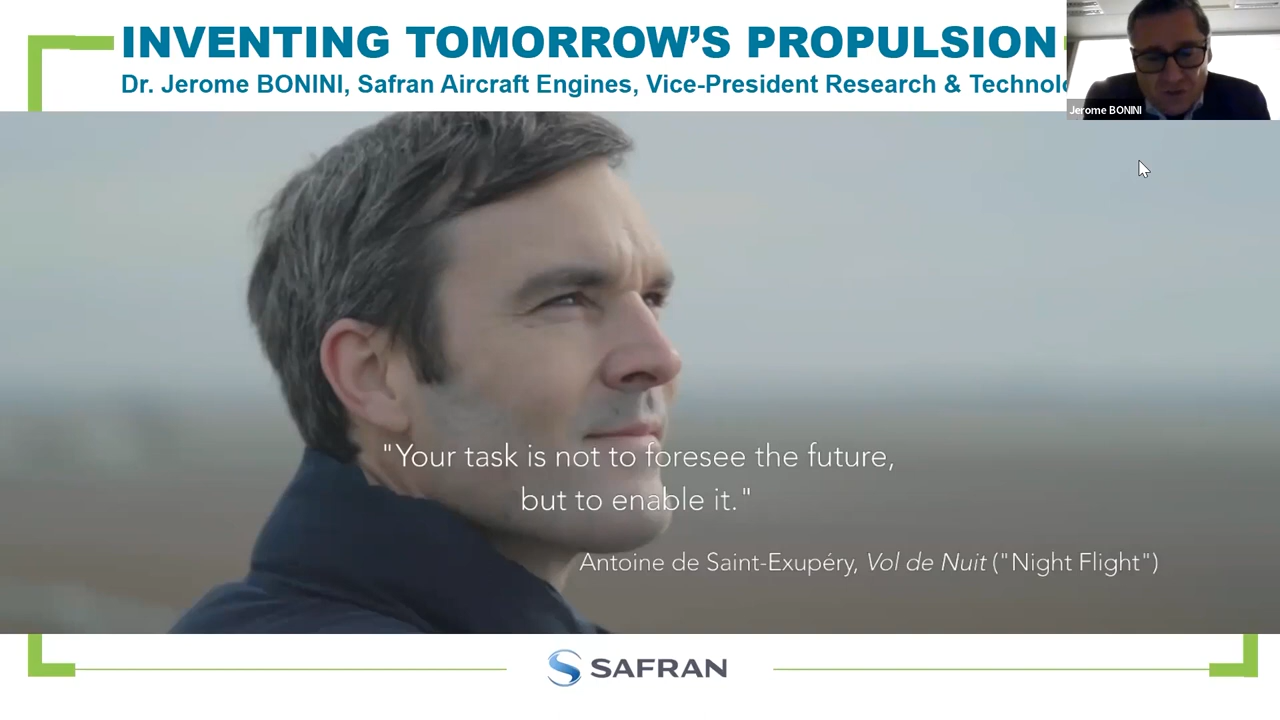 INVENTING TOMORROW’S PROPULSION
Dr. Jerome BONINI, Safran Aircraft Engines, Vice-President Research & Technolo
Jerome BONINI
"Your task is not to foresee the future,
but to enable it."
Antoine de Saint-Exupéry, Vol de Nuit ("Night Flight")
SAFRAN